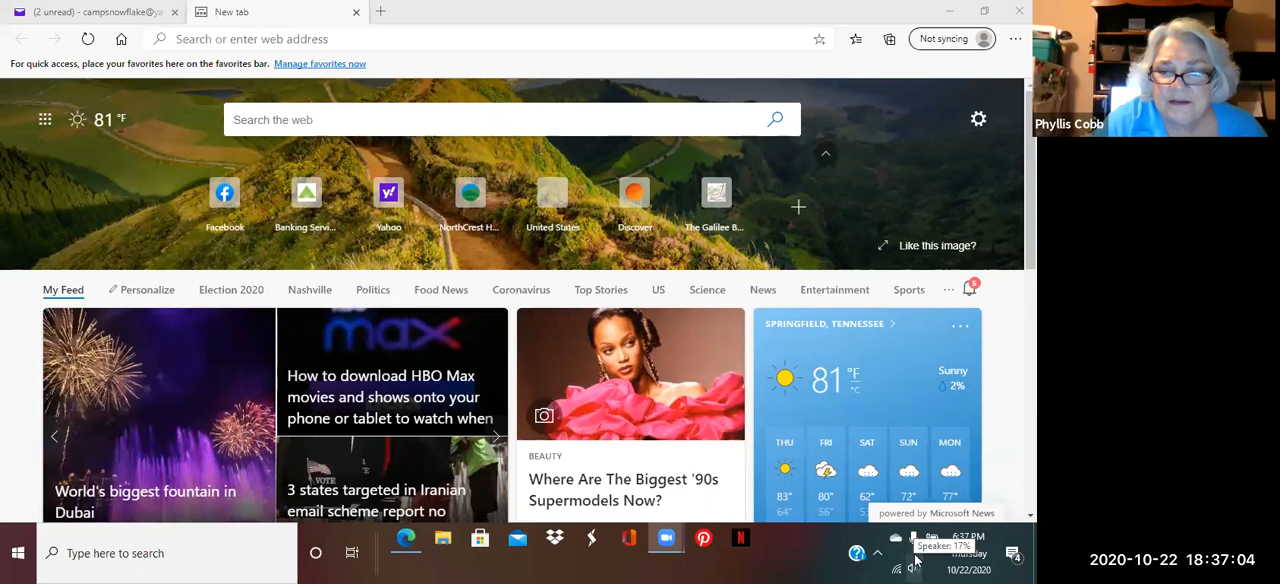 (2 unread) - campsnowflake@ya
New tab
Search or enter web address
Not syncing
For quick access, place your favorites here on the favorites bar. Manage favorites now
Phyllis Cobb
81 °F
Search the web
Facebook
Banking Servi...
Yahoo
NorthCrest H...
United States
Discover
The Galilee B...
Like this image?
My Feed
Personalize
Election 2020
Nashville
Politics
Food News
Coronavirus
Top Stories
US
Science
News
Entertainment
Sports
5
max
How to download HBO Max
movies and shows onto your
phone or tablet to watch when
World's biggest fountain in
Dubai
VOTE
3 states targeted in Iranian
email scheme report no
BEAUTY
Where Are The Biggest '90s
Supermodels Now?
SPRINGFIELD, TENNESSEE
81 °F
°C
Sunny
2%
THU FRI SAT SUN MON
83° 80° 62° 72° 77°
64° 56°
powered by Microsoft News
Type here to search
Speaker: 17%
6:37 PM
Thursday
10/22/2020
4
2020-10-22 18:37:04